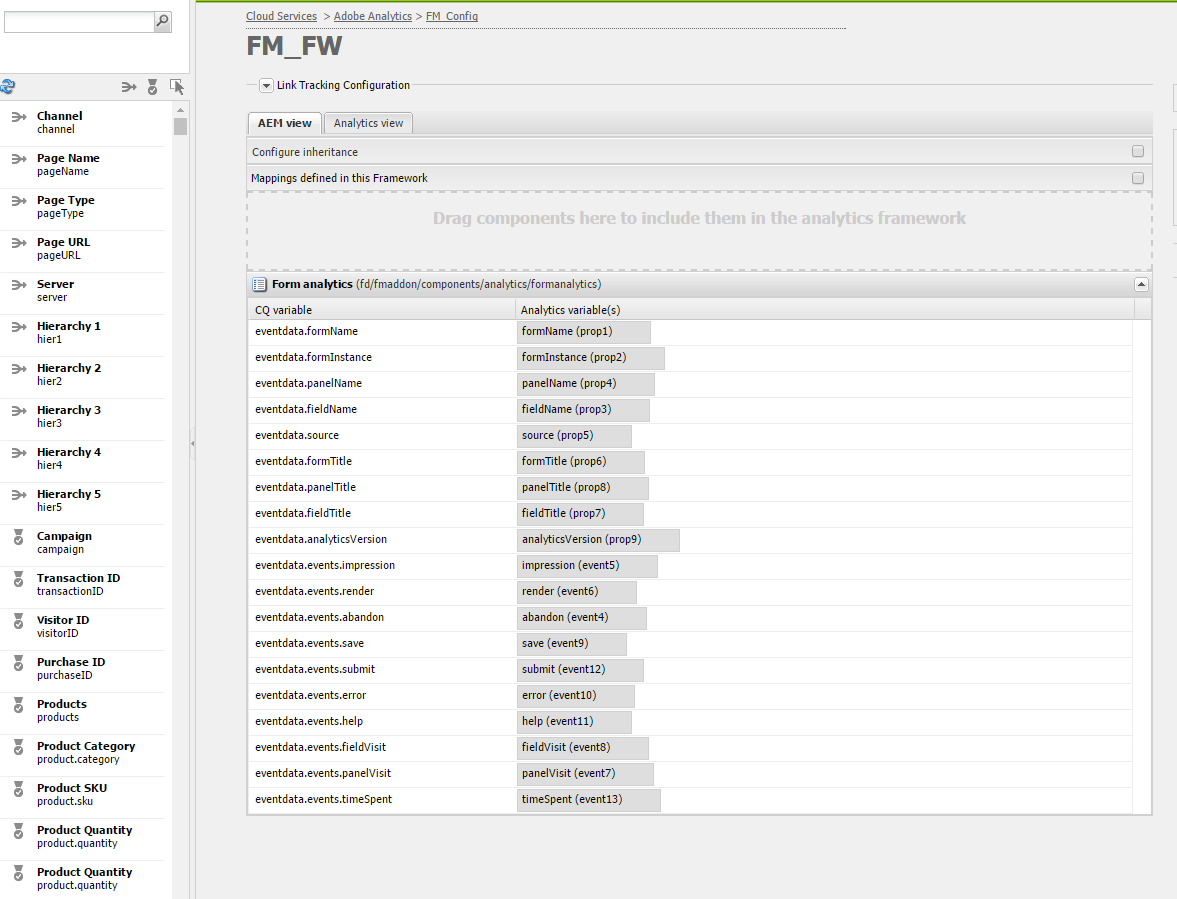 Cloud Services > Adobe Analytics > FM_Config
FM_FW
Link Tracking Configuration
AEM view
Analytics view
Configure inheritance
Mappings defined in this Framework
Drag components here to include them in the analytics framework
Form analytics (fd/fmaddon/components/analytics/formanalytics)
CQ variable Analytics variable(s)
eventdata.formName formName (prop1)
eventdata.formInstance formInstance (prop2)
eventdata.panelName panelName (prop4)
eventdata.fieldName fieldName (prop3)
eventdata.source source (prop5)
eventdata.formTitle formTitle (prop6)
eventdata.panelTitle panelTitle (prop8)
eventdata.fieldTitle fieldTitle (prop7)
eventdata.analyticsVersion analyticsVersion (prop9)
eventdata.events.impression impression (event5)
eventdata.events.render render (event6)
eventdata.events.abandon abandon (event4)
eventdata.events.save save (event9)
eventdata.events.submit submit (event12)
eventdata.events.error error (event10)
eventdata.events.help help (event11)
eventdata.events.fieldVisit fieldVisit (event8)
eventdata.events.panelVisit panelVisit (event7)
eventdata.events.timeSpent timeSpent (event13)
Channel
channel
Page Name
pageName
Page Type
pageType
Page URL
pageURL
Server
server
Hierarchy 1
hier1
Hierarchy 2
hier2
Hierarchy 3
hier3
Hierarchy 4
hier4
Hierarchy 5
hier5
Campaign
campaign
Transaction ID
transactionID
Visitor ID
visitorID
Purchase ID
purchaseID
Products
products
Product Category
product.category
Product SKU
product.sku
Product Quantity
product.quantity
Product Quantity
product.quantity